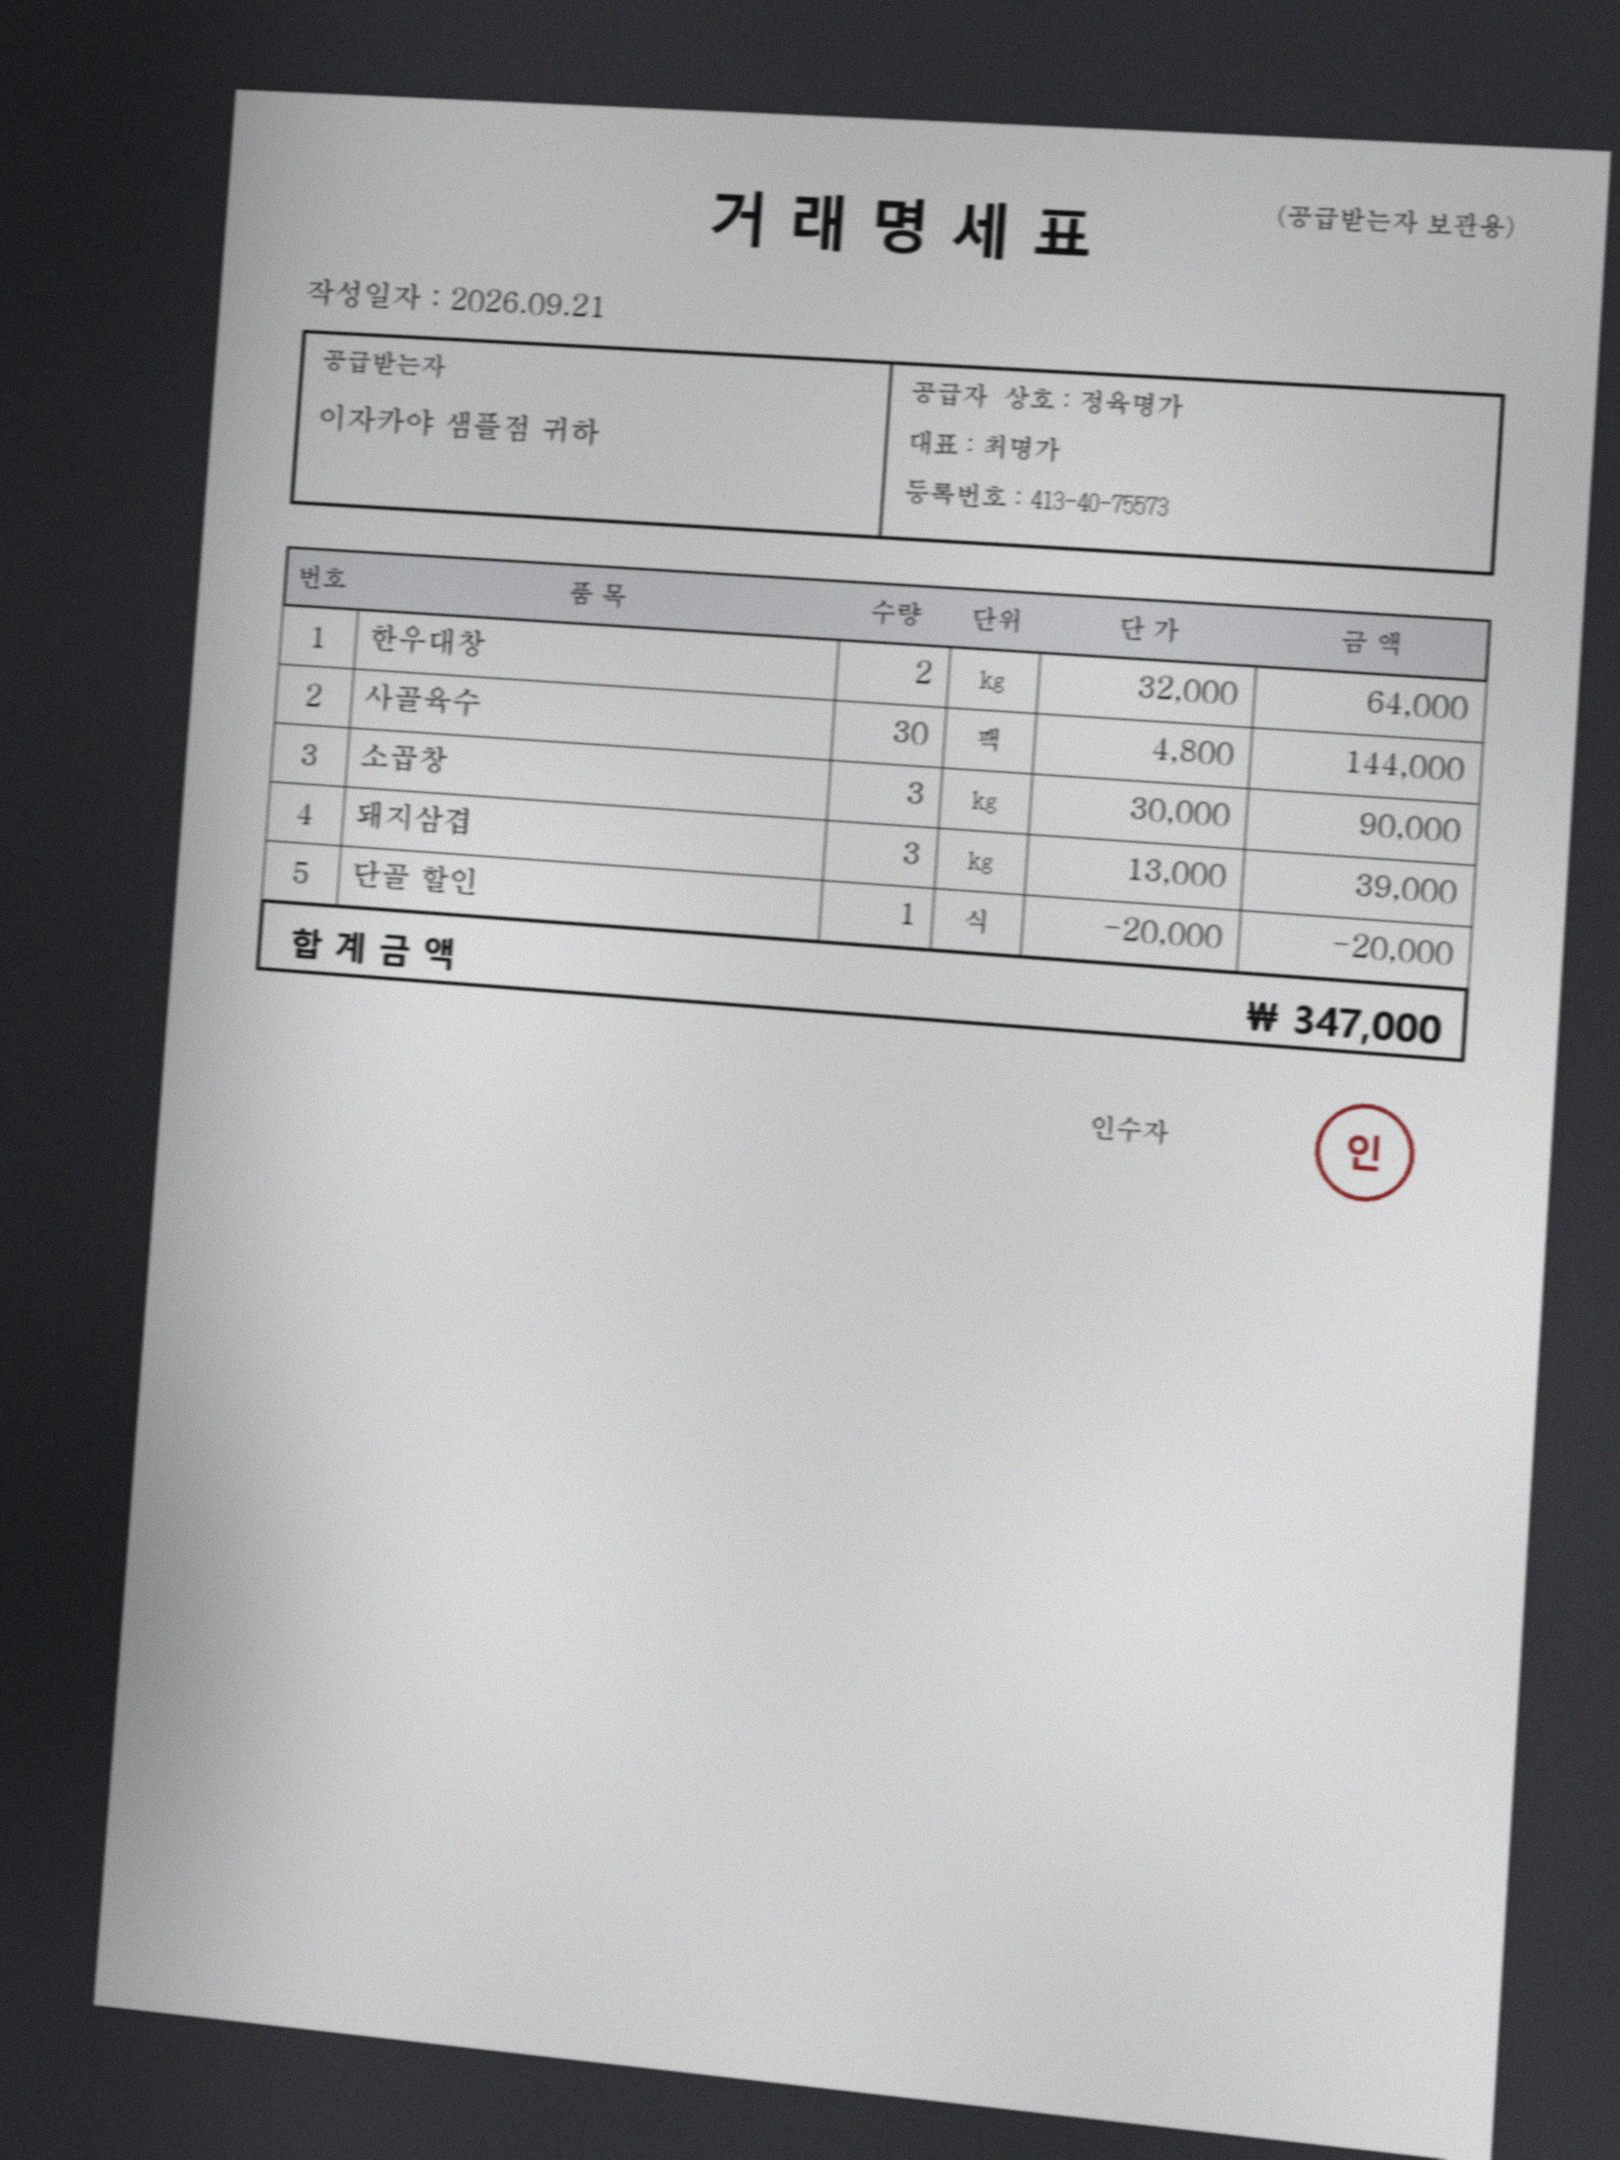 거래명세표
(공급받는자 보관용)
작성일자 : 2026.09.21
공급받는자
이자카야 샘플점 귀하
공급자 상호 : 정육명가
대표 : 최명가
등록번호 : 413-40-75573
번호 품목 수량 단위 단가 금액
1 한우대창 2 kg 32,000 64,000
2 사골육수 30 팩 4,800 144,000
3 소곱창 3 kg 30,000 90,000
4 돼지삼겹 3 kg 13,000 39,000
5 단골 할인 1 식 -20,000 -20,000
합계금액 ₩ 347,000
인수자 인